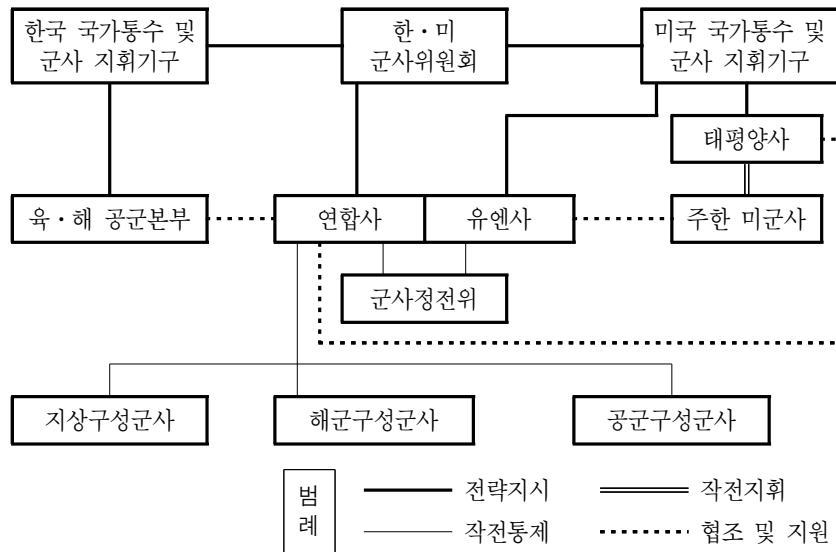 한국 국가통수 및
군사 지휘기구
한·미
군사위원회
미국 국가통수 및
군사 지휘기구
태평양사
육·해 공군본부
연합사
유엔사
주한 미군사
군사정전위
지상구성군사
해군구성군사
공군구성군사
범
례
전략지시
작전지휘
작전통제
협조 및 지원